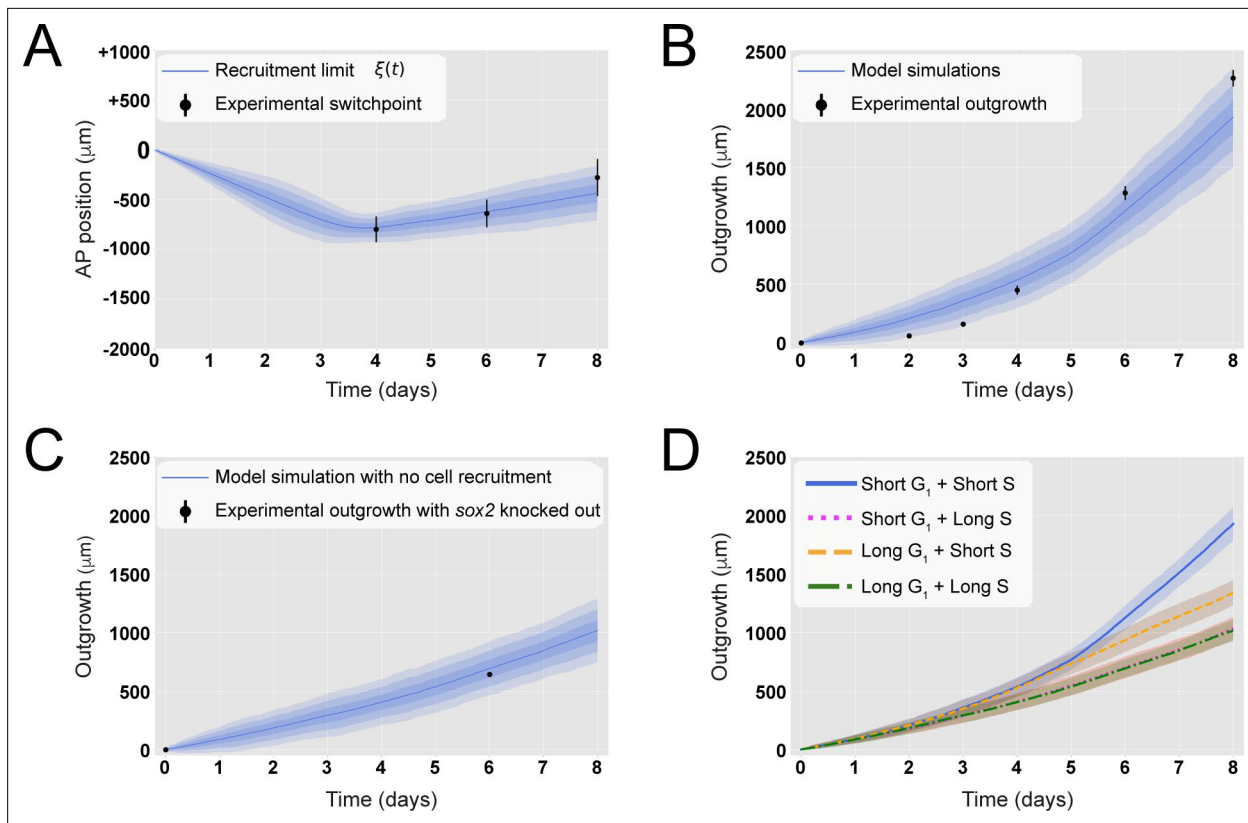 A
+1000
+500
0
-500
-1000
-1500
-2000
AP position (μm)
Recruitment limit ξ(t)
Experimental switchpoint
0 1 2 3 4 5 6 7 8
Time (days)
B
2500
2000
1500
1000
500
0
Outgrowth (μm)
Model simulations
Experimental outgrowth
0 1 2 3 4 5 6 7 8
Time (days)
C
2500
2000
1500
1000
500
0
Outgrowth (μm)
Model simulation with no cell recruitment
Experimental outgrowth with sox2 knocked out
0 1 2 3 4 5 6 7 8
Time (days)
D
2500
2000
1500
1000
500
0
Outgrowth (μm)
Short G₁ + Short S
Short G₁ + Long S
Long G₁ + Short S
Long G₁ + Long S
0 1 2 3 4 5 6 7 8
Time (days)